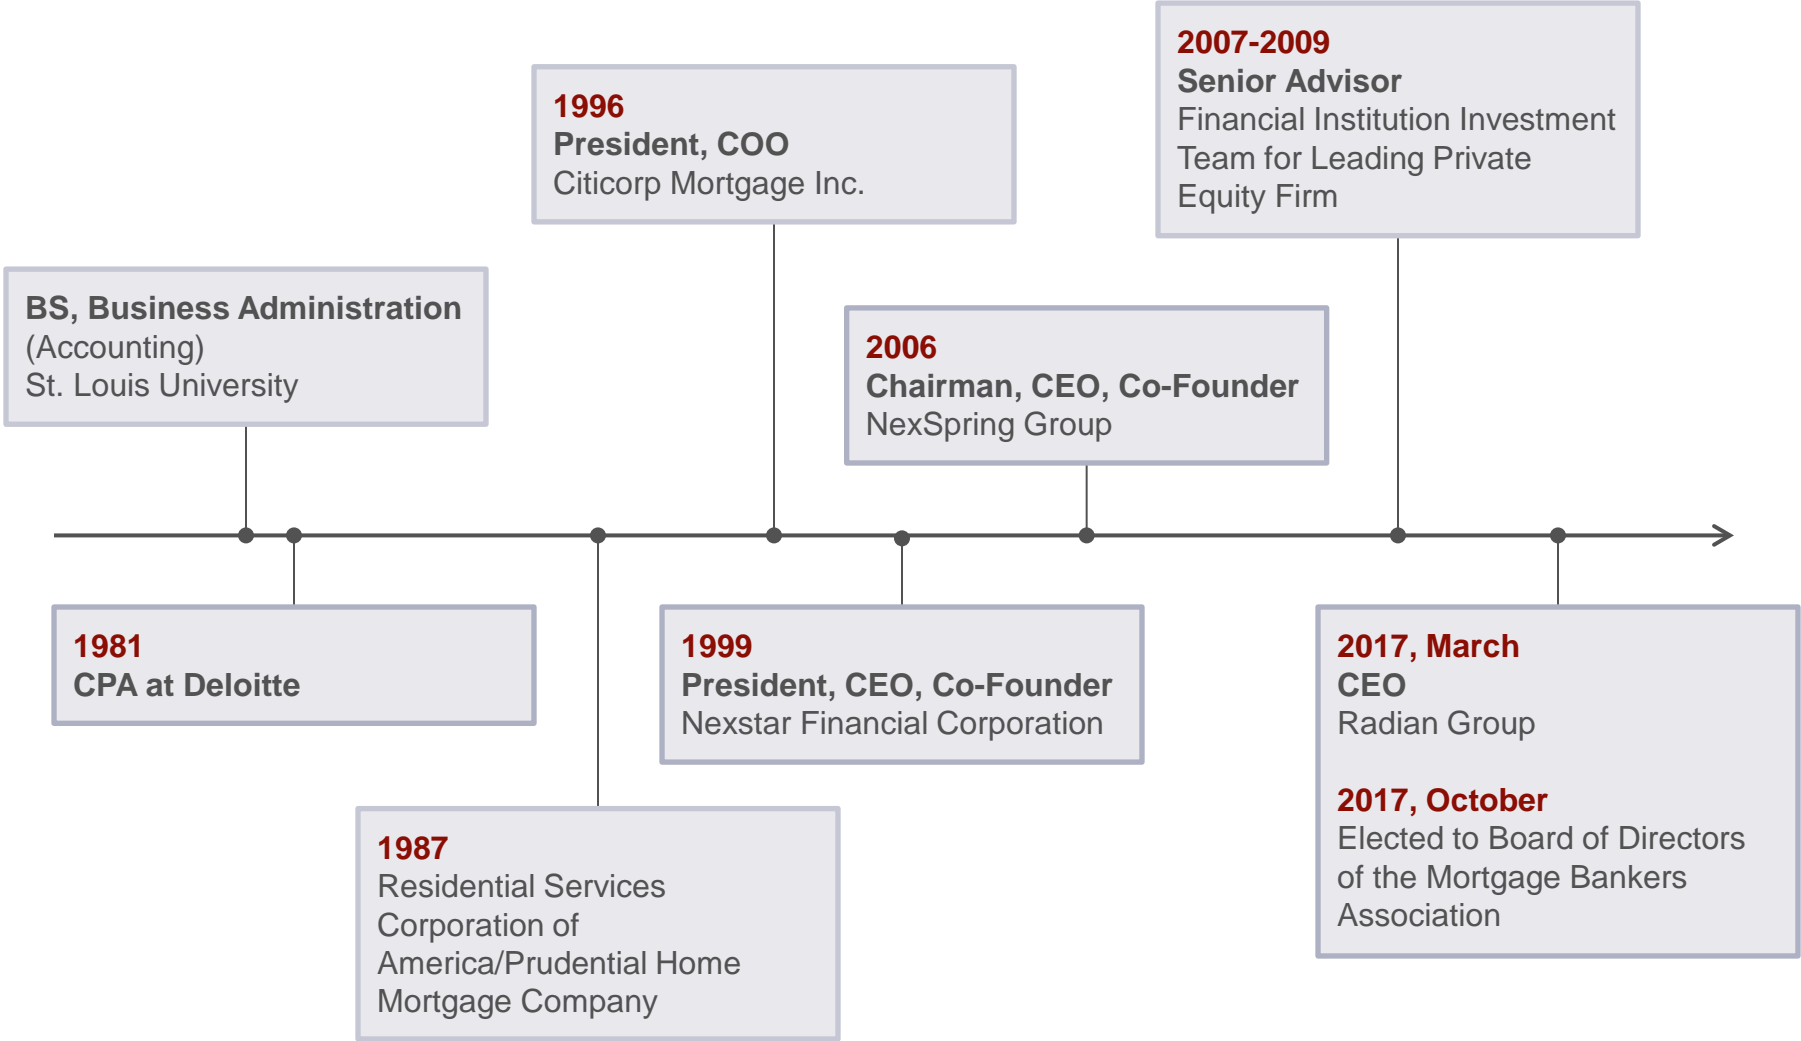 BS, Business Administration
(Accounting)
St. Louis University
1981
CPA at Deloitte
1987
Residential Services
Corporation of
America/Prudential Home
Mortgage Company
1996
President, COO
Citicorp Mortgage Inc.
1999
President, CEO, Co-Founder
Nexstar Financial Corporation
2006
Chairman, CEO, Co-Founder
NexSpring Group
2007-2009
Senior Advisor
Financial Institution Investment
Team for Leading Private
Equity Firm
2017, March
CEO
Radian Group
2017, October
Elected to Board of Directors
of the Mortgage Bankers
Association